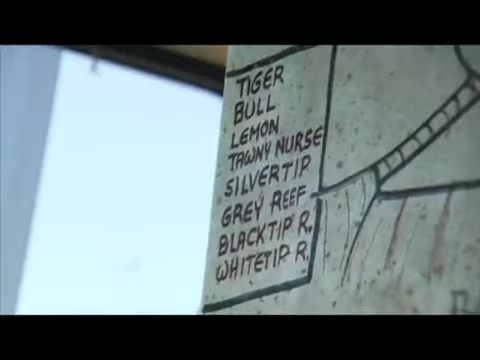 TIGER
BULL
LEMON
TAWNY NURSE
SILVERTIP
GREY REEF
BLACKTIP R.
WHITETIP R.